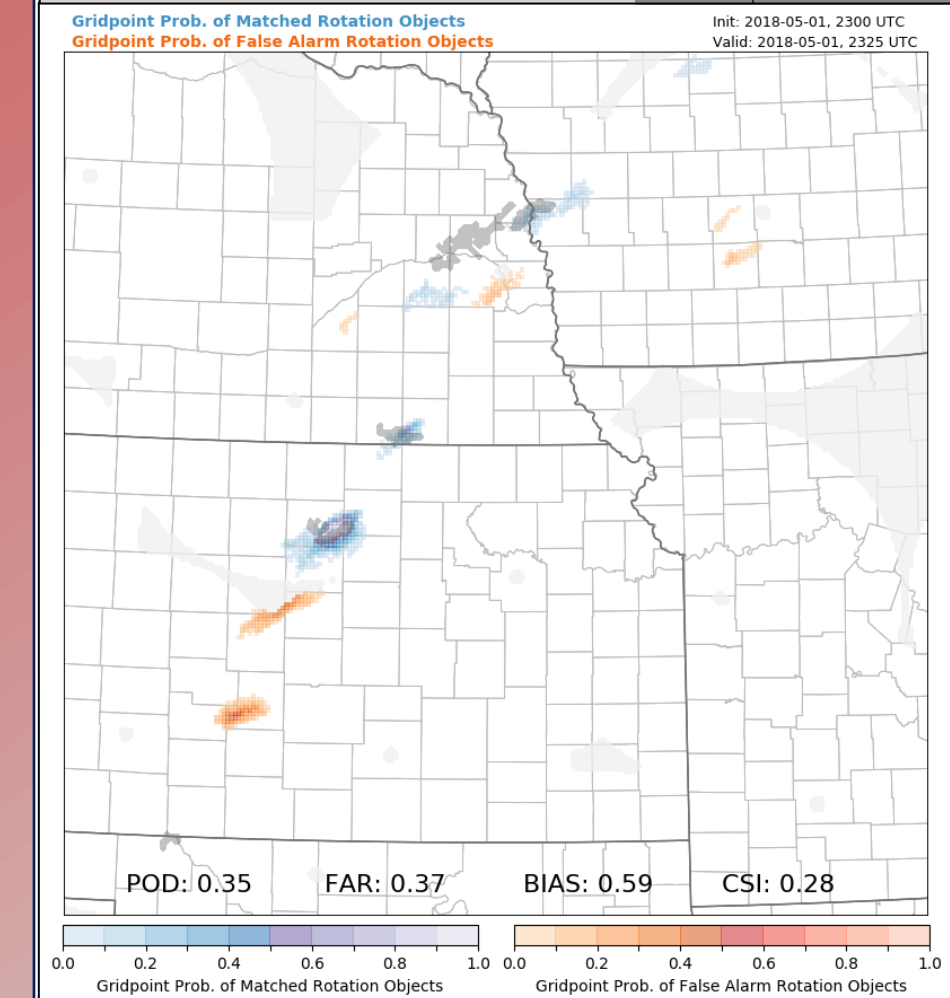 Gridpoint Prob. of Matched Rotation Objects
Gridpoint Prob. of False Alarm Rotation Objects
Init: 2018-05-01, 2300 UTC
Valid: 2018-05-01, 2325 UTC
POD: 0.35 FAR: 0.37 BIAS: 0.59 CSI: 0.28
0.0 0.2 0.4 0.6 0.8 1.0
Gridpoint Prob. of Matched Rotation Objects
0.0 0.2 0.4 0.6 0.8 1.0
Gridpoint Prob. of False Alarm Rotation Objects